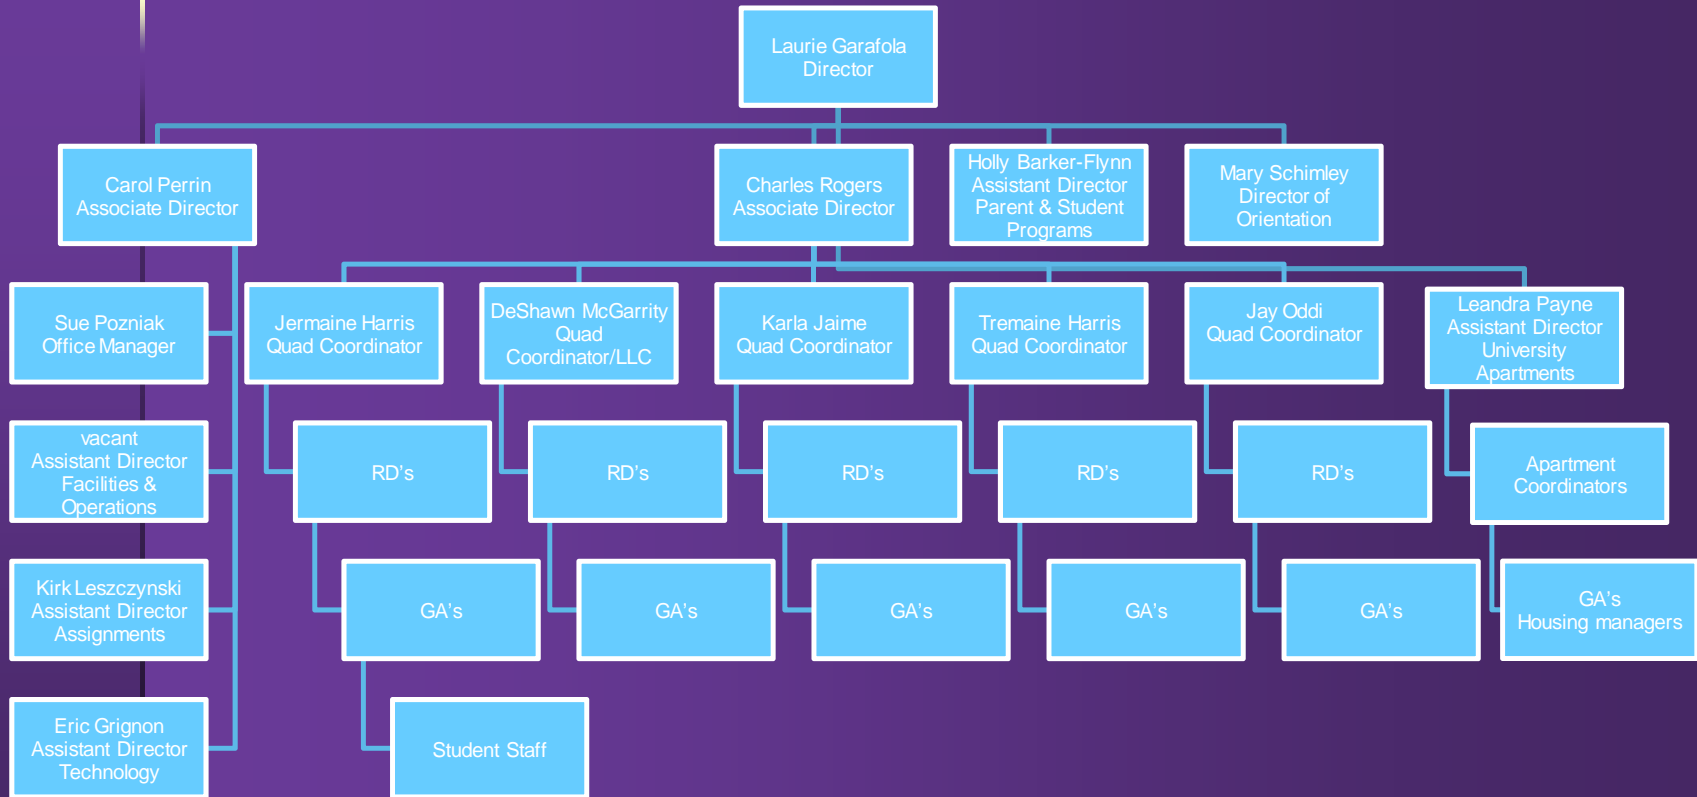 Laurie Garafola
Director
Carol Perrin
Associate Director
Charles Rogers
Associate Director
Holly Barker-Flynn
Assistant Director
Parent & Student
Programs
Mary Schimley
Director of
Orientation
Sue Pozniak
Office Manager
Jermaine Harris
Quad Coordinator
DeShawn McGarrity
Quad
Coordinator/LLC
Karla Jaime
Quad Coordinator
Tremaine Harris
Quad Coordinator
Jay Oddi
Quad Coordinator
Leandra Payne
Assistant Director
University
Apartments
vacant
Assistant Director
Facilities &
Operations
RD's
RD's
RD's
RD's
RD's
Apartment
Coordinators
Kirk Leszczynski
Assistant Director
Assignments
GA's
GA's
GA's
GA's
GA's
GA's
Housing managers
Eric Grignon
Assistant Director
Technology
Student Staff